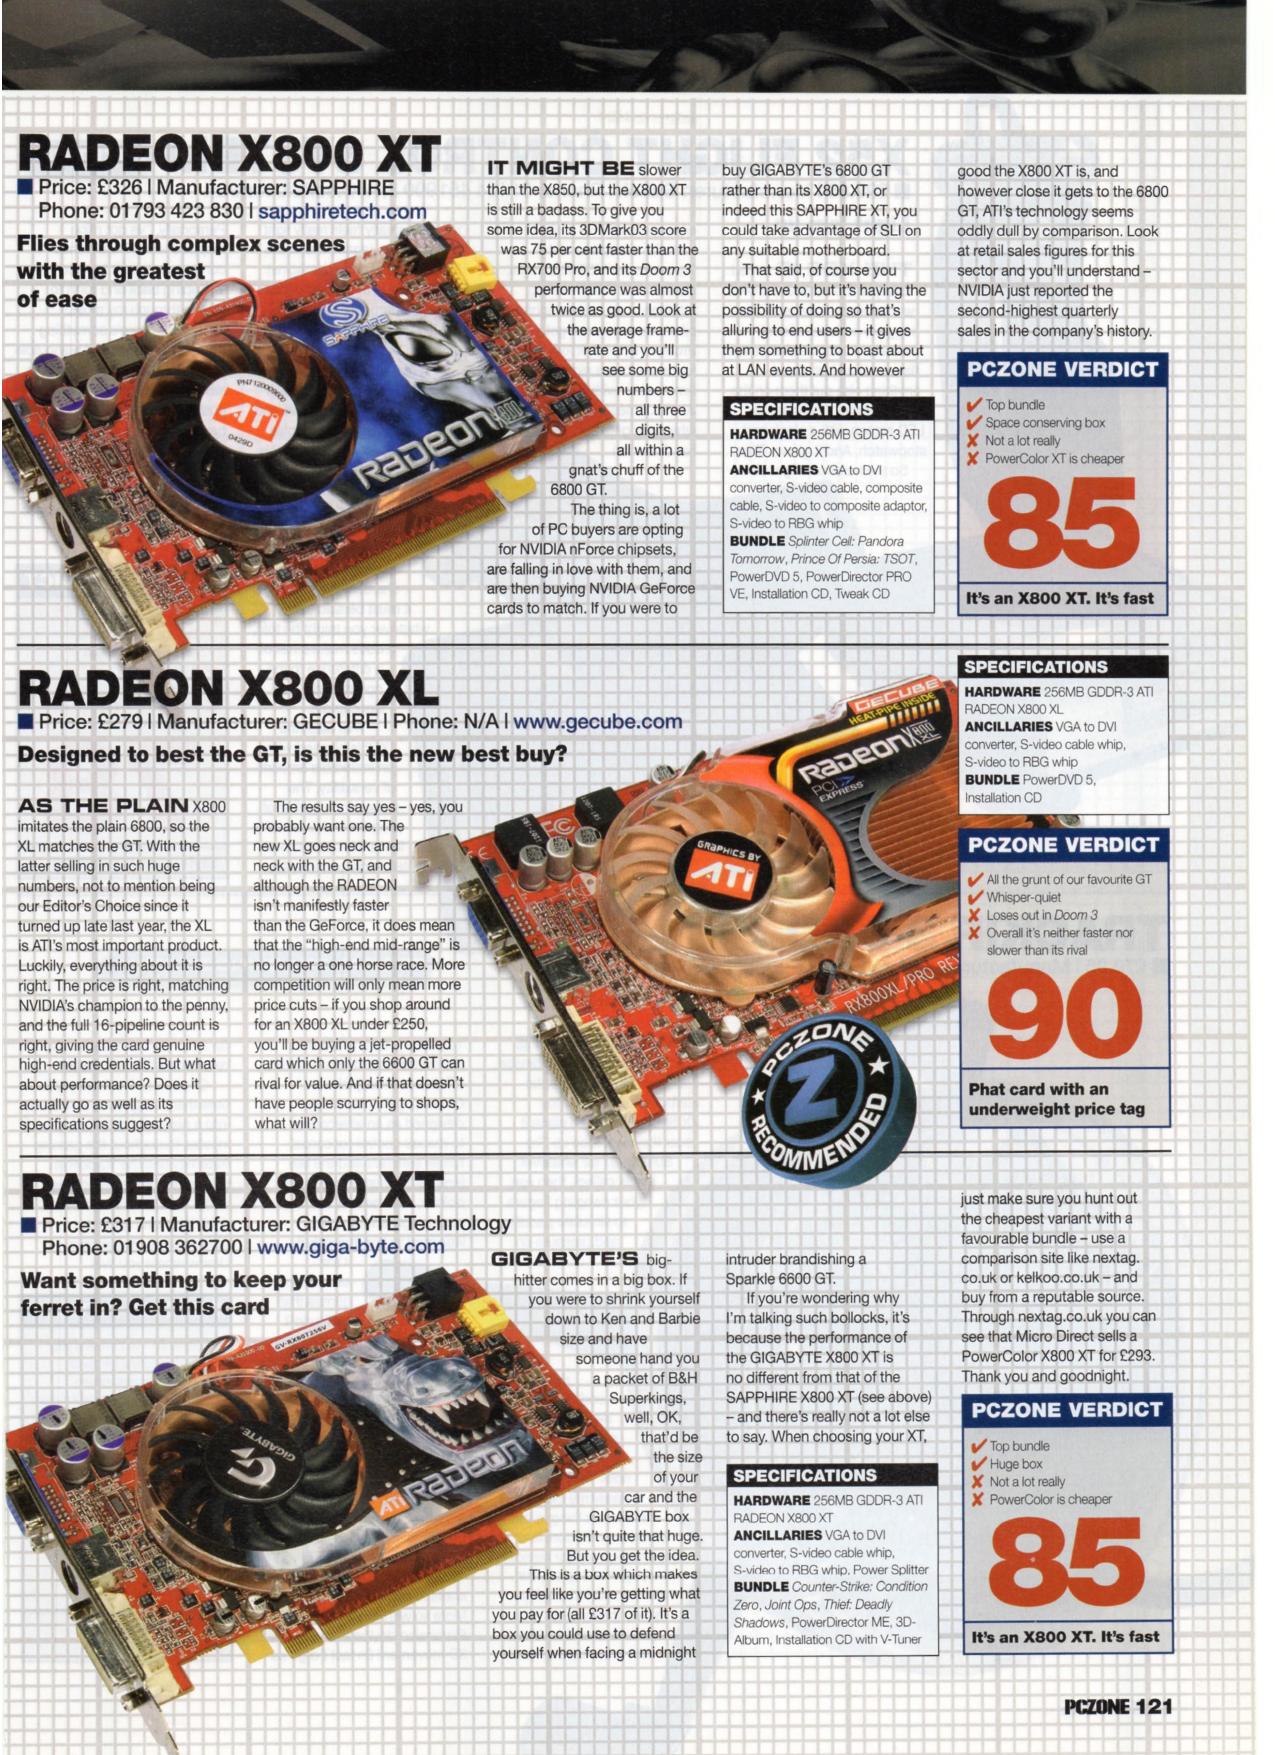 RADEON X800 XT
Price: £326 | Manufacturer: SAPPHIRE
Phone: 01793 423 830 | sapphiretech.com
Flies through complex scenes
with the greatest
of ease
SAPPHIRE
PN7120009600
ATi
0429D
RADEON
ATI
IT MIGHT BE slower
than the X850, but the X800 XT
is still a badass. To give you
some idea, its 3DMark03 score
was 75 per cent faster than the
RX700 Pro, and its Doom 3
performance was almost
twice as good. Look at
the average frame-
rate and you'll
see some big
numbers –
all three
digits,
all within a
gnat's chuff of the
6800 GT.
The thing is, a lot
of PC buyers are opting
for NVIDIA nForce chipsets,
are falling in love with them, and
are then buying NVIDIA GeForce
cards to match. If you were to
buy GIGABYTE's 6800 GT
rather than its X800 XT, or
indeed this SAPPHIRE XT, you
could take advantage of SLI on
any suitable motherboard.
That said, of course you
don't have to, but it's having the
possibility of doing so that's
alluring to end users – it gives
them something to boast about
at LAN events. And however
good the X800 XT is, and
however close it gets to the 6800
GT, ATI's technology seems
oddly dull by comparison. Look
at retail sales figures for this
sector and you'll understand –
NVIDIA just reported the
second-highest quarterly
sales in the company's history.
SPECIFICATIONS
HARDWARE 256MB GDDR-3 ATI
RADEON X800 XT
ANCILLARIES VGA to DVI
converter, S-video cable, composite
cable, S-video to composite adaptor,
S-video to RBG whip
BUNDLE Splinter Cell: Pandora
Tomorrow, Prince Of Persia: TSOT,
PowerDVD 5, PowerDirector PRO
VE, Installation CD, Tweak CD
PCZONE VERDICT
✓ Top bundle
✓ Space conserving box
✗ Not a lot really
✗ PowerColor XT is cheaper
85
It's an X800 XT. It's fast
RADEON X800 XL
Price: £279 | Manufacturer: GECUBE | Phone: N/A | www.gecube.com
Designed to best the GT, is this the new best buy?
AS THE PLAIN X800
imitates the plain 6800, so the
XL matches the GT. With the
latter selling in such huge
numbers, not to mention being
our Editor's Choice since it
turned up late last year, the XL
is ATI's most important product.
Luckily, everything about it is
right. The price is right, matching
NVIDIA's champion to the penny,
and the full 16-pipeline count is
right, giving the card genuine
high-end credentials. But what
about performance? Does it
actually go as well as its
specifications suggest?
The results say yes – yes, you
probably want one. The
new XL goes neck and
neck with the GT, and
although the RADEON
isn't manifestly faster
than the GeForce, it does mean
that the "high-end mid-range" is
no longer a one horse race. More
competition will only mean more
price cuts – if you shop around
for an X800 XL under £250,
you'll be buying a jet-propelled
card which only the 6600 GT can
rival for value. And if that doesn't
have people scurrying to shops,
what will?
GECUBE
HEAT-PIPE INSIDE
RADEON X800 XL
PCI EXPRESS
GRAPHICS BY
ATi
RX800XL/PRO REV
PCZONE
Z
RECOMMENDED
SPECIFICATIONS
HARDWARE 256MB GDDR-3 ATI
RADEON X800 XL
ANCILLARIES VGA to DVI
converter, S-video cable whip,
S-video to RBG whip
BUNDLE PowerDVD 5,
Installation CD
PCZONE VERDICT
✓ All the grunt of our favourite GT
✓ Whisper-quiet
✗ Loses out in Doom 3
✗ Overall it's neither faster nor
slower than its rival
90
Phat card with an
underweight price tag
RADEON X800 XT
Price: £317 | Manufacturer: GIGABYTE Technology
Phone: 01908 362700 | www.giga-byte.com
Want something to keep your
ferret in? Get this card
GV-RX80T256V
GIGABYTE
ATi RADEON
GIGABYTE'S big-
hitter comes in a big box. If
you were to shrink yourself
down to Ken and Barbie
size and have
someone hand you
a packet of B&H
Superkings,
well, OK,
that'd be
the size
of your
car and the
GIGABYTE box
isn't quite that huge.
But you get the idea.
This is a box which makes
you feel like you're getting what
you pay for (all £317 of it). It's a
box you could use to defend
yourself when facing a midnight
intruder brandishing a
Sparkle 6600 GT.
If you're wondering why
I'm talking such bollocks, it's
because the performance of
the GIGABYTE X800 XT is
no different from that of the
SAPPHIRE X800 XT (see above)
– and there's really not a lot else
to say. When choosing your XT,
just make sure you hunt out
the cheapest variant with a
favourable bundle – use a
comparison site like nextag.
co.uk or kelkoo.co.uk – and
buy from a reputable source.
Through nextag.co.uk you can
see that Micro Direct sells a
PowerColor X800 XT for £293.
Thank you and goodnight.
SPECIFICATIONS
HARDWARE 256MB GDDR-3 ATI
RADEON X800 XT
ANCILLARIES VGA to DVI
converter, S-video cable whip,
S-video to RBG whip, Power Splitter
BUNDLE Counter-Strike: Condition
Zero, Joint Ops, Thief: Deadly
Shadows, PowerDirector ME, 3D-
Album, Installation CD with V-Tuner
PCZONE VERDICT
✓ Top bundle
✓ Huge box
✗ Not a lot really
✗ PowerColor is cheaper
85
It's an X800 XT. It's fast
PCZONE 121